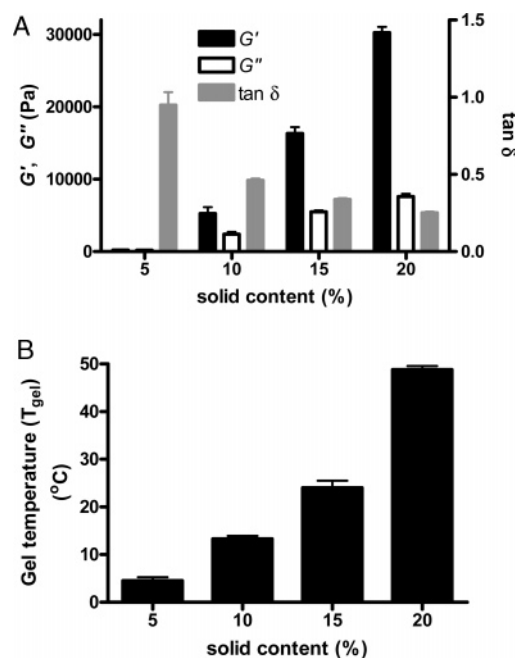 A
G'
G"
tan δ
30000
20000
10000
0
G', G" (Pa)
1.5
1.0
0.5
0.0
tan δ
5 10 15 20
solid content (%)
B
50
40
30
20
10
0
Gel temperature (Tgel)
(oC)
5 10 15 20
solid content (%)